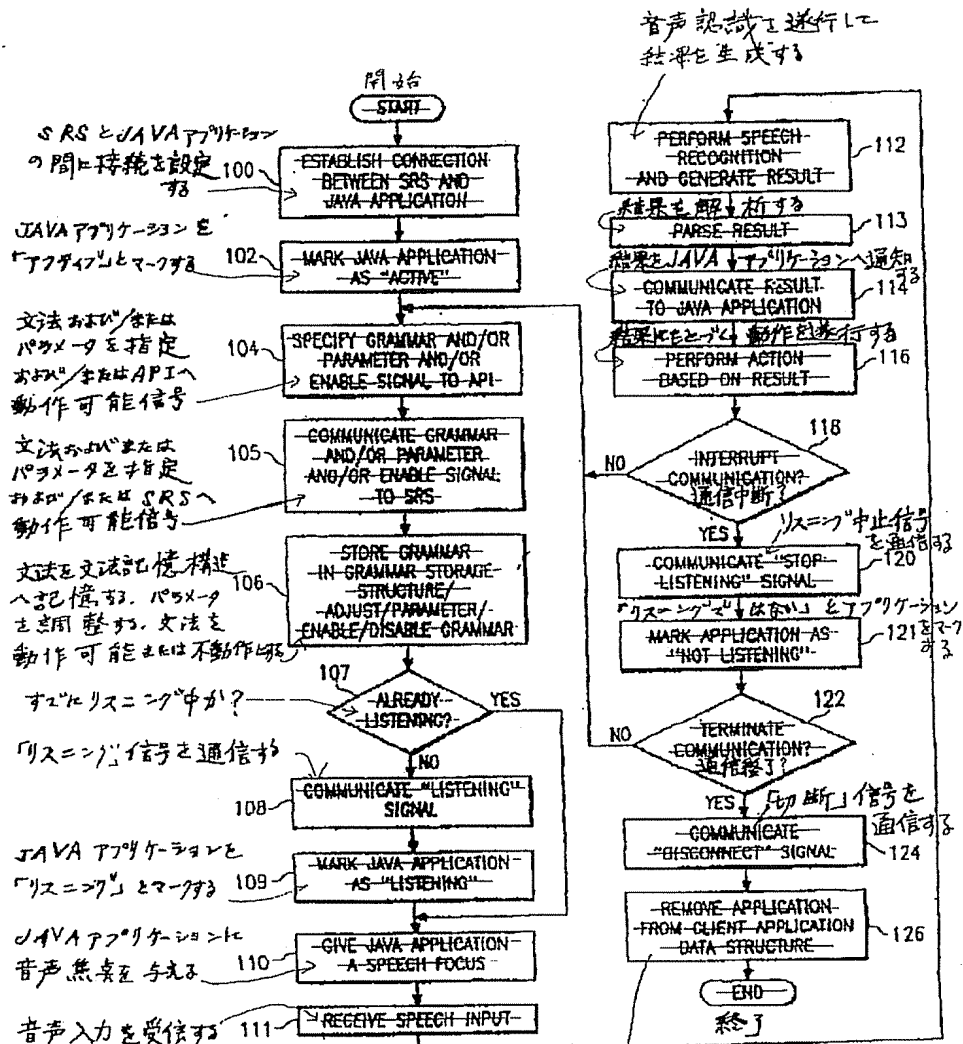 音声認識を遂行して
結果を生成する
開始
START
SRSとJAVAアプリケーション
の間に接続を設定
する
100
ESTABLISH CONNECTION
BETWEEN SRS AND
JAVA APPLICATION
JAVAアプリケーションを
「アクティブ」とマークする
102
MARK JAVA APPLICATION
AS "ACTIVE"
文法および/または
パラメータを指定
および/またはAPIへ
動作可能信号
104
SPECIFY GRAMMAR AND/OR
PARAMETER AND/OR
ENABLE SIGNAL TO API
文法およびまたは
パラメータを指定
および/またはSRSへ
動作可能信号
105
COMMUNICATE GRAMMAR
AND/OR PARAMETER
AND/OR ENABLE SIGNAL
TO SRS
文法を文法記憶構造
へ記憶する、パラメータ
を調整する、文法を
動作可能または不動作とする
106
STORE GRAMMAR
IN GRAMMAR STORAGE
STRUCTURE/
ADJUST/PARAMETER/
ENABLE/DISABLE GRAMMAR
すでにリスニング中か?
107
ALREADY
LISTENING?
YES
NO
「リスニング」信号を通信する
108
COMMUNICATE "LISTENING"
SIGNAL
JAVAアプリケーションを
「リスニング」とマークする
109
MARK JAVA APPLICATION
AS "LISTENING"
JAVAアプリケーションに
音声焦点を与える
110
GIVE JAVA APPLICATION
A SPEECH FOCUS
音声入力を受信する
111
RECEIVE SPEECH INPUT
PERFORM SPEECH
RECOGNITION
AND GENERATE RESULT
112
結果を解析する
PARSE RESULT
113
結果をJAVAアプリケーションへ通知する
COMMUNICATE RESULT
TO JAVA APPLICATION
114
結果にもとづく動作を遂行する
PERFORM ACTION
BASED ON RESULT
116
118
INTERRUPT
COMMUNICATION?
通信中断?
NO
YES
リスニング中止信号
を通信する
COMMUNICATE "STOP
LISTENING" SIGNAL
120
「リスニングではない」とアプリケーション
をマークする
MARK APPLICATION AS
"NOT LISTENING"
121
122
TERMINATE
COMMUNICATION?
通信終了?
NO
YES
「切断」信号を
通信する
COMMUNICATE
"DISCONNECT" SIGNAL
124
REMOVE APPLICATION
FROM CLIENT APPLICATION
DATA STRUCTURE
126
END
終了